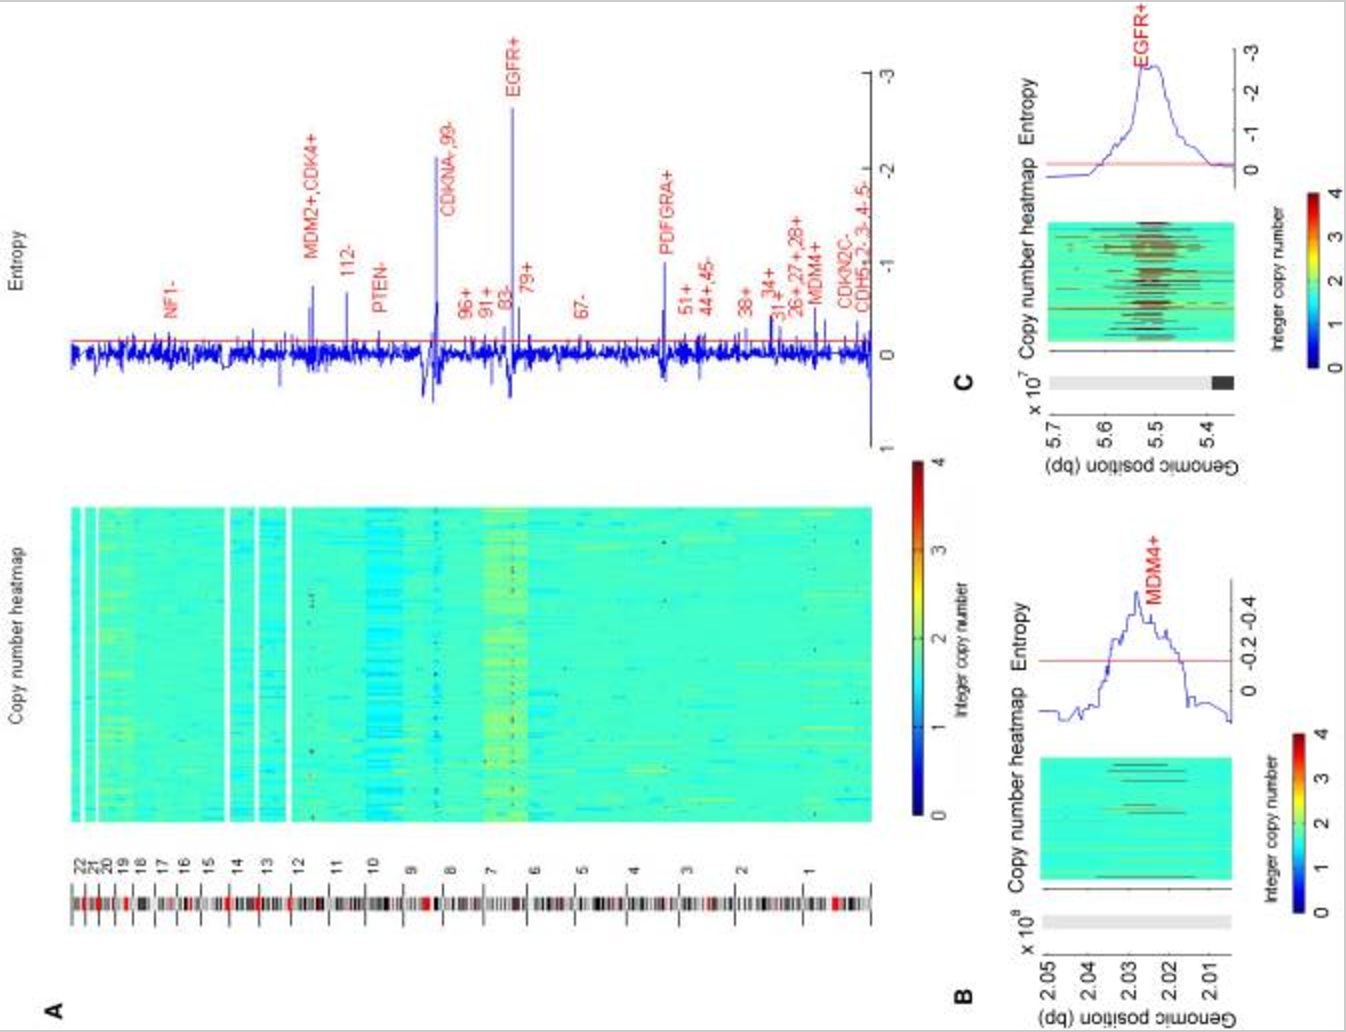 A
Copy number heatmap
Entropy
22
21
20
19
18
17
16
15
14
13
12
11
10
9
8
7
6
5
4
3
2
1
NF1-
MDM2+,CDK4+
112-
PTEN-
CDKNA-,99-
96+
91+
83-
EGFR+
79+
67-
PDFGRA+
51+
44+,45-
38+
34+
31+
26+,27+,28+
MDM4+
CDKN2C-
CDH5-,2-,3-,4-,5-
1
0
-1
-2
-3
0
1
2
3
4
Integer copy number
B
Copy number heatmap
Entropy
x 10^8
2.05
2.04
2.03
2.02
2.01
Genomic position (bp)
MDM4+
0
-0.2
-0.4
Integer copy number
0
1
2
3
4
C
Copy number heatmap
Entropy
x 10^7
5.7
5.6
5.5
5.4
Genomic position (bp)
EGFR+
0
-1
-2
-3
Integer copy number
0
1
2
3
4